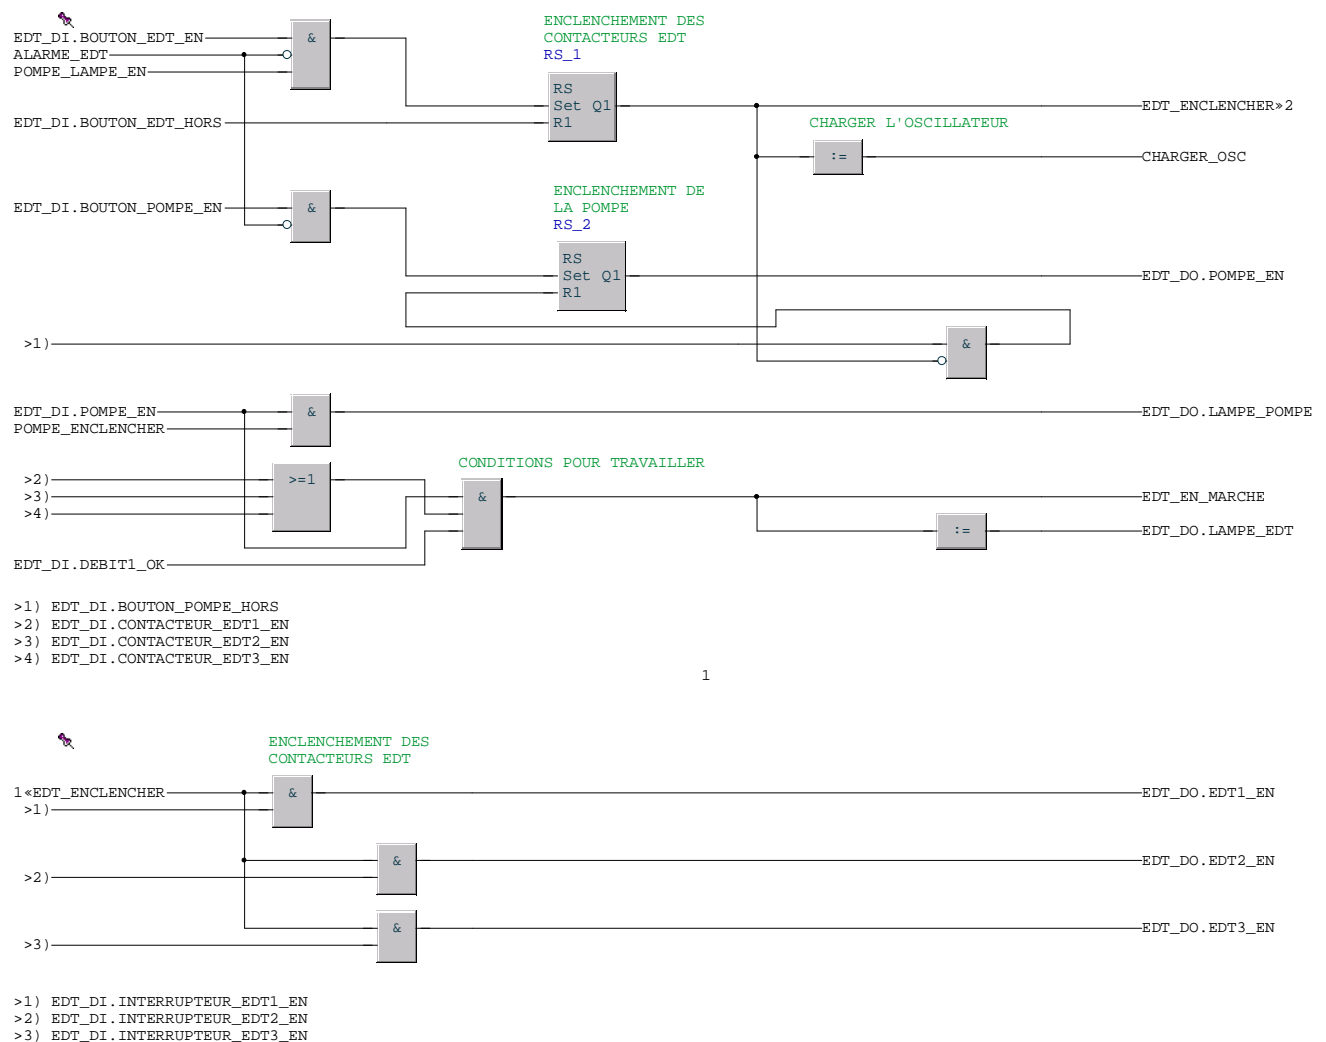 ENCLENCHEMENT DES
CONTACTEURS EDT
RS_1
EDT_DI.BOUTON_EDT_EN
ALARME_EDT
POMPE_LAMPE_EN
&
RS
Set Q1
R1
EDT_ENCLENCHER»2
EDT_DI.BOUTON_EDT_HORS
CHARGER L'OSCILLATEUR
:=
CHARGER_OSC
ENCLENCHEMENT DE
LA POMPE
RS_2
EDT_DI.BOUTON_POMPE_EN
&
RS
Set Q1
R1
EDT_DO.POMPE_EN
>1)
&
EDT_DI.POMPE_EN
POMPE_ENCLENCHER
&
EDT_DO.LAMPE_POMPE
CONDITIONS POUR TRAVAILLER
>2)
>3)
>4)
>=1
&
EDT_EN_MARCHE
:=
EDT_DO.LAMPE_EDT
EDT_DI.DEBIT1_OK
>1) EDT_DI.BOUTON_POMPE_HORS
>2) EDT_DI.CONTACTEUR_EDT1_EN
>3) EDT_DI.CONTACTEUR_EDT2_EN
>4) EDT_DI.CONTACTEUR_EDT3_EN
1
ENCLENCHEMENT DES
CONTACTEURS EDT
1«EDT_ENCLENCHER
>1)
&
EDT_DO.EDT1_EN
>2)
&
EDT_DO.EDT2_EN
>3)
&
EDT_DO.EDT3_EN
>1) EDT_DI.INTERRUPTEUR_EDT1_EN
>2) EDT_DI.INTERRUPTEUR_EDT2_EN
>3) EDT_DI.INTERRUPTEUR_EDT3_EN